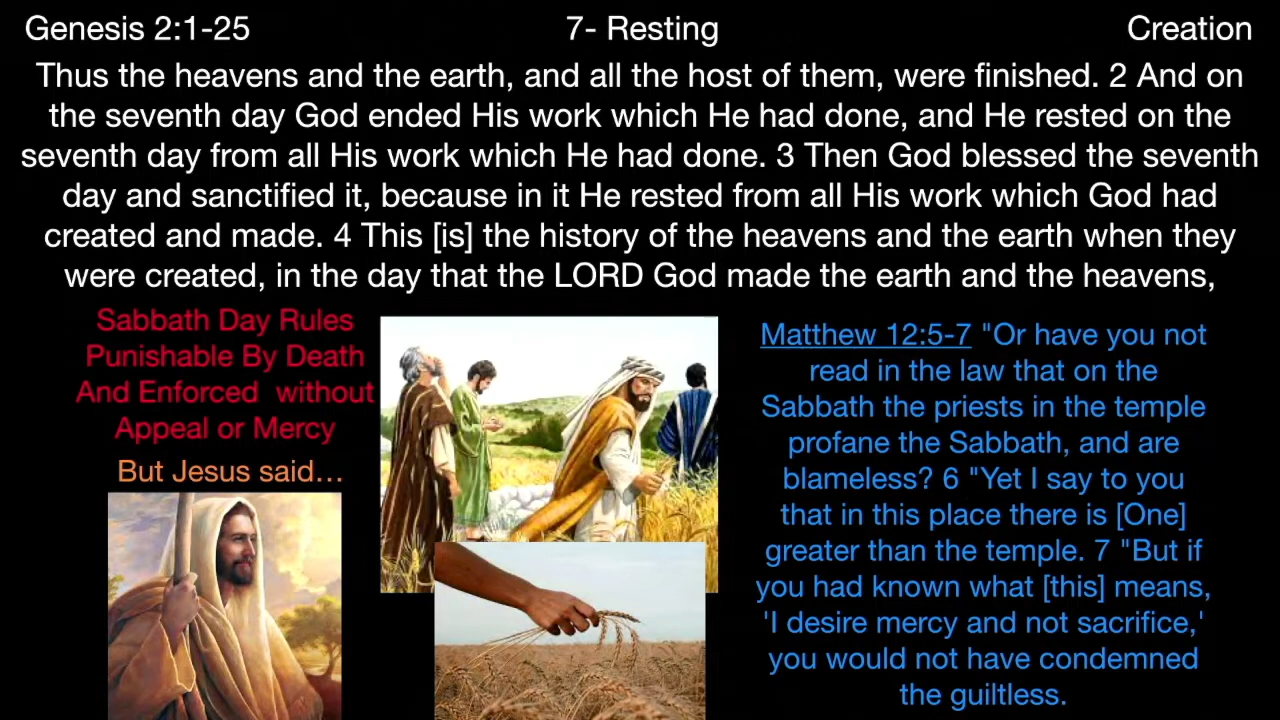 Genesis 2:1-25
7- Resting
Creation
Thus the heavens and the earth, and all the host of them, were finished. 2 And on
the seventh day God ended His work which He had done, and He rested on the
seventh day from all His work which He had done. 3 Then God blessed the seventh
day and sanctified it, because in it He rested from all His work which God had
created and made. 4 This [is] the history of the heavens and the earth when they
were created, in the day that the LORD God made the earth and the heavens,
Sabbath Day Rules
Punishable By Death
And Enforced  without
Appeal or Mercy
But Jesus said...
Matthew 12:5-7 "Or have you not
read in the law that on the
Sabbath the priests in the temple
profane the Sabbath, and are
blameless? 6 "Yet I say to you
that in this place there is [One]
greater than the temple. 7 "But if
you had known what [this] means,
'I desire mercy and not sacrifice,'
you would not have condemned
the guiltless.